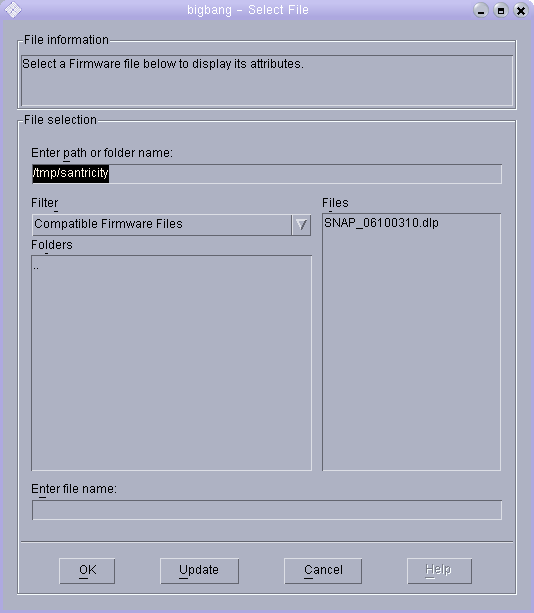 bigbang - Select File
File information
Select a Firmware file below to display its attributes.
File selection
Enter path or folder name:
/tmp/santricity
Filter
Files
Compatible Firmware Files
SNAP_06100310.dlp
Folders
..
Enter file name:
OK
Update
Cancel
Help